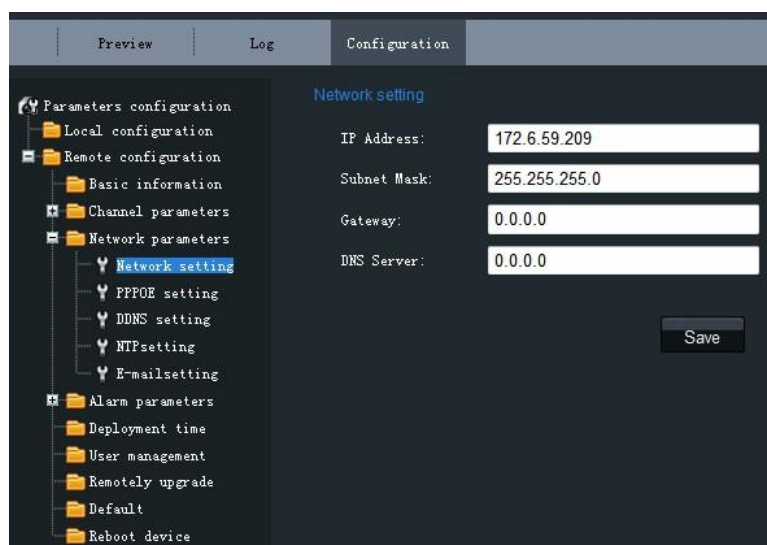 Preview Log Configuration
Parameters configuration
Local configuration
Remote configuration
Basic information
Channel parameters
Network parameters
Network setting
PPPOE setting
DDNS setting
NTPsetting
E-mailsetting
Alarm parameters
Deployment time
User management
Remotely upgrade
Default
Reboot device
Network setting
IP Address: 172.6.59.209
Subnet Mask: 255.255.255.0
Gateway: 0.0.0.0
DNS Server: 0.0.0.0
Save